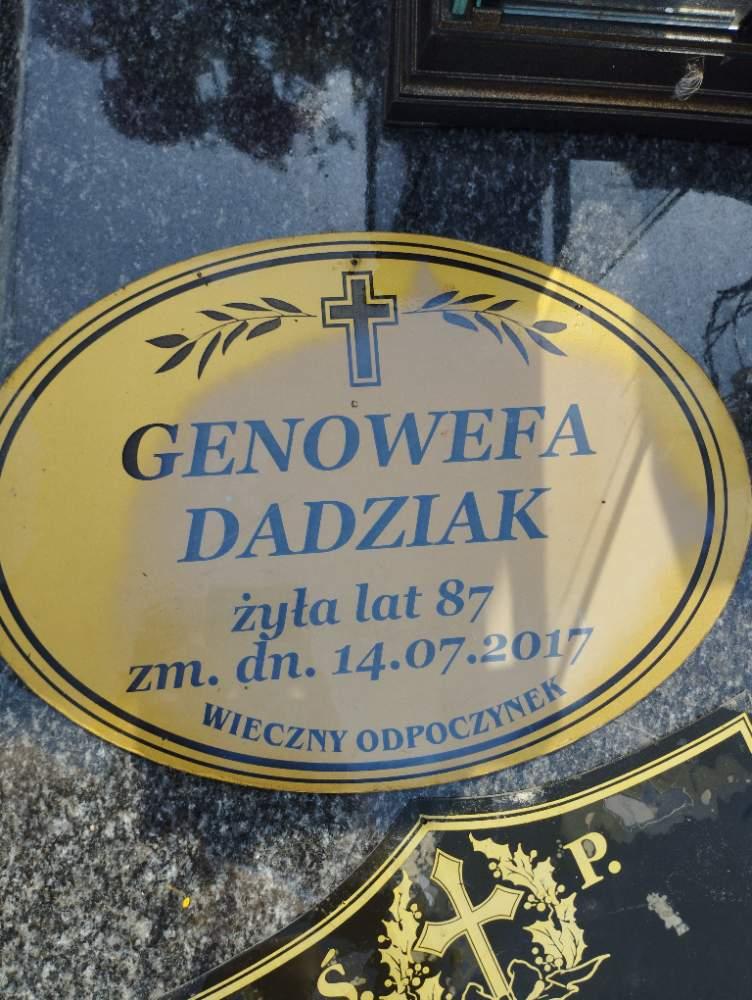 GENOWEFA
DADZIAK
żyła lat 87
zm. dn. 14.07.2017
WIECZNY ODPOCZYNEK
Ś. P.